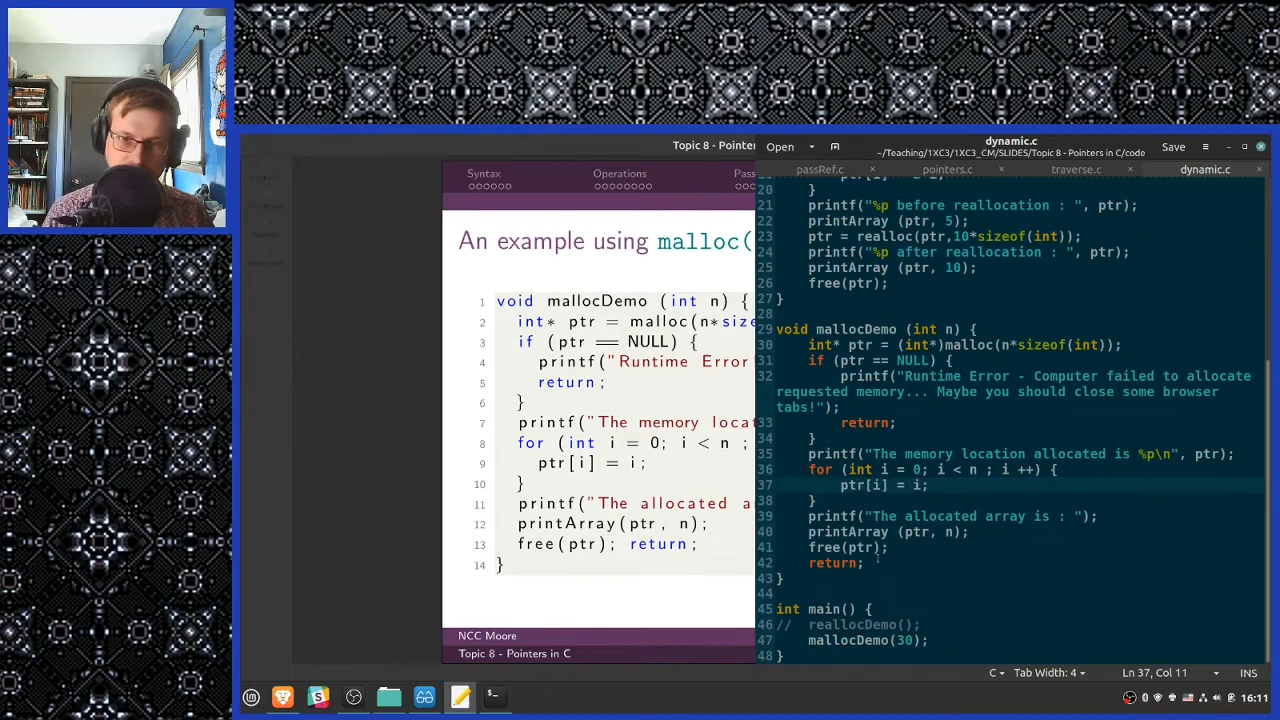 Topic 8 - Pointer
Syntax
Operations
Pas
An example using malloc(
1 void mallocDemo (int n) {
2 int* ptr = malloc(n*size
3 if (ptr == NULL) {
4 printf("Runtime Error
5 return;
6 }
7 printf("The memory locat
8 for (int i = 0; i < n ;
9 ptr[i] = i;
10 }
11 printf("The allocated ar
12 printArray(ptr, n);
13 free(ptr); return;
14 }
NCC Moore
Topic 8 - Pointers in C
Open
dynamic.c
~/Teaching/1XC3_CM/SLIDES/Topic 8 - Pointers in C/code
Save
passRef.c × pointers.c × traverse.c × dynamic.c ×
20 }
21 printf("%p before reallocation : ", ptr);
22 printArray (ptr, 5);
23 ptr = realloc(ptr,10*sizeof(int));
24 printf("%p after reallocation : ", ptr);
25 printArray (ptr, 10);
26 free(ptr);
27 }
28
29 void mallocDemo (int n) {
30 int* ptr = (int*)malloc(n*sizeof(int));
31 if (ptr == NULL) {
32 printf("Runtime Error - Computer failed to allocate
requested memory... Maybe you should close some browser
tabs!");
33 return;
34 }
35 printf("The memory location allocated is %p\n", ptr);
36 for (int i = 0; i < n ; i ++) {
37 ptr[i] = i;
38 }
39 printf("The allocated array is : ");
40 printArray (ptr, n);
41 free(ptr);
42 return;
43 }
44
45 int main() {
46 // reallocDemo();
47 mallocDemo(30);
48 }
C Tab Width: 4 Ln 37, Col 11 INS
16:11